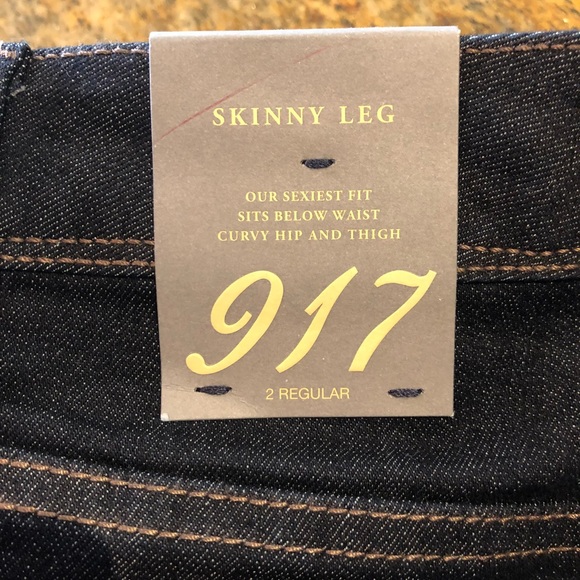 SKINNY LEG
OUR SEXIEST FIT
SITS BELOW WAIST
CURVY HIP AND THIGH
917
2 REGULAR